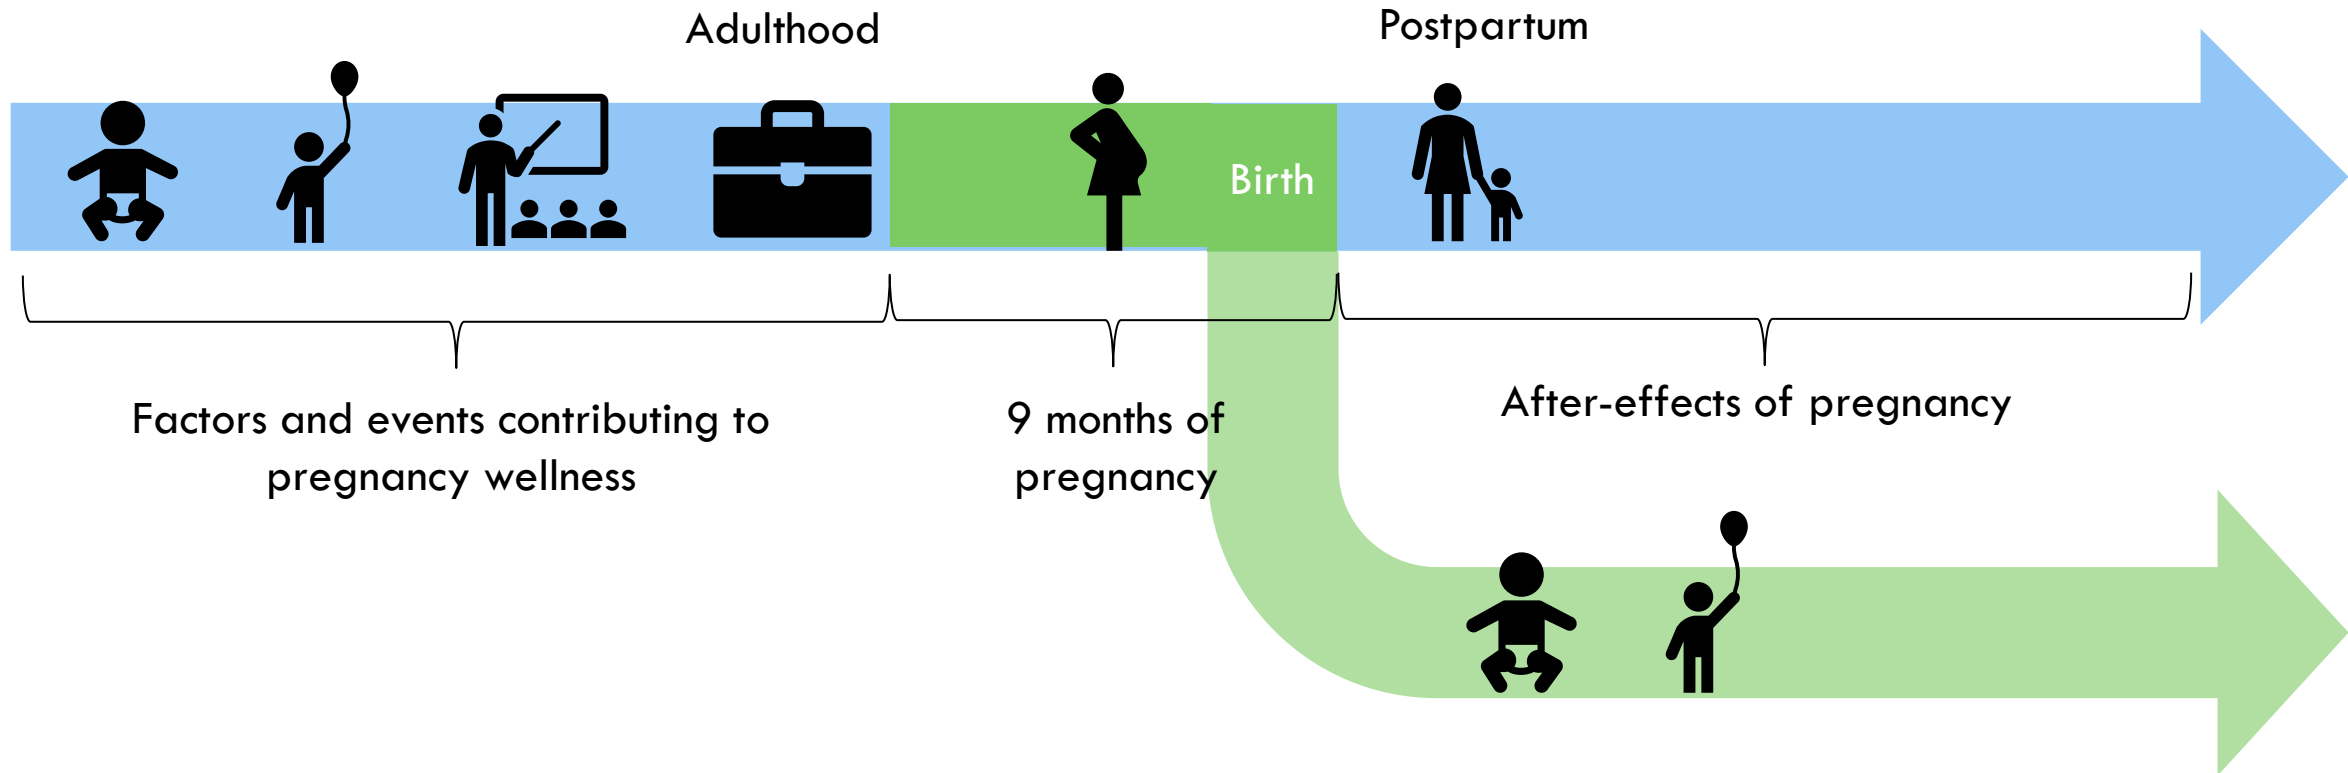 Adulthood
Postpartum
Birth
Factors and events contributing to
pregnancy wellness
9 months of
pregnancy
After-effects of pregnancy